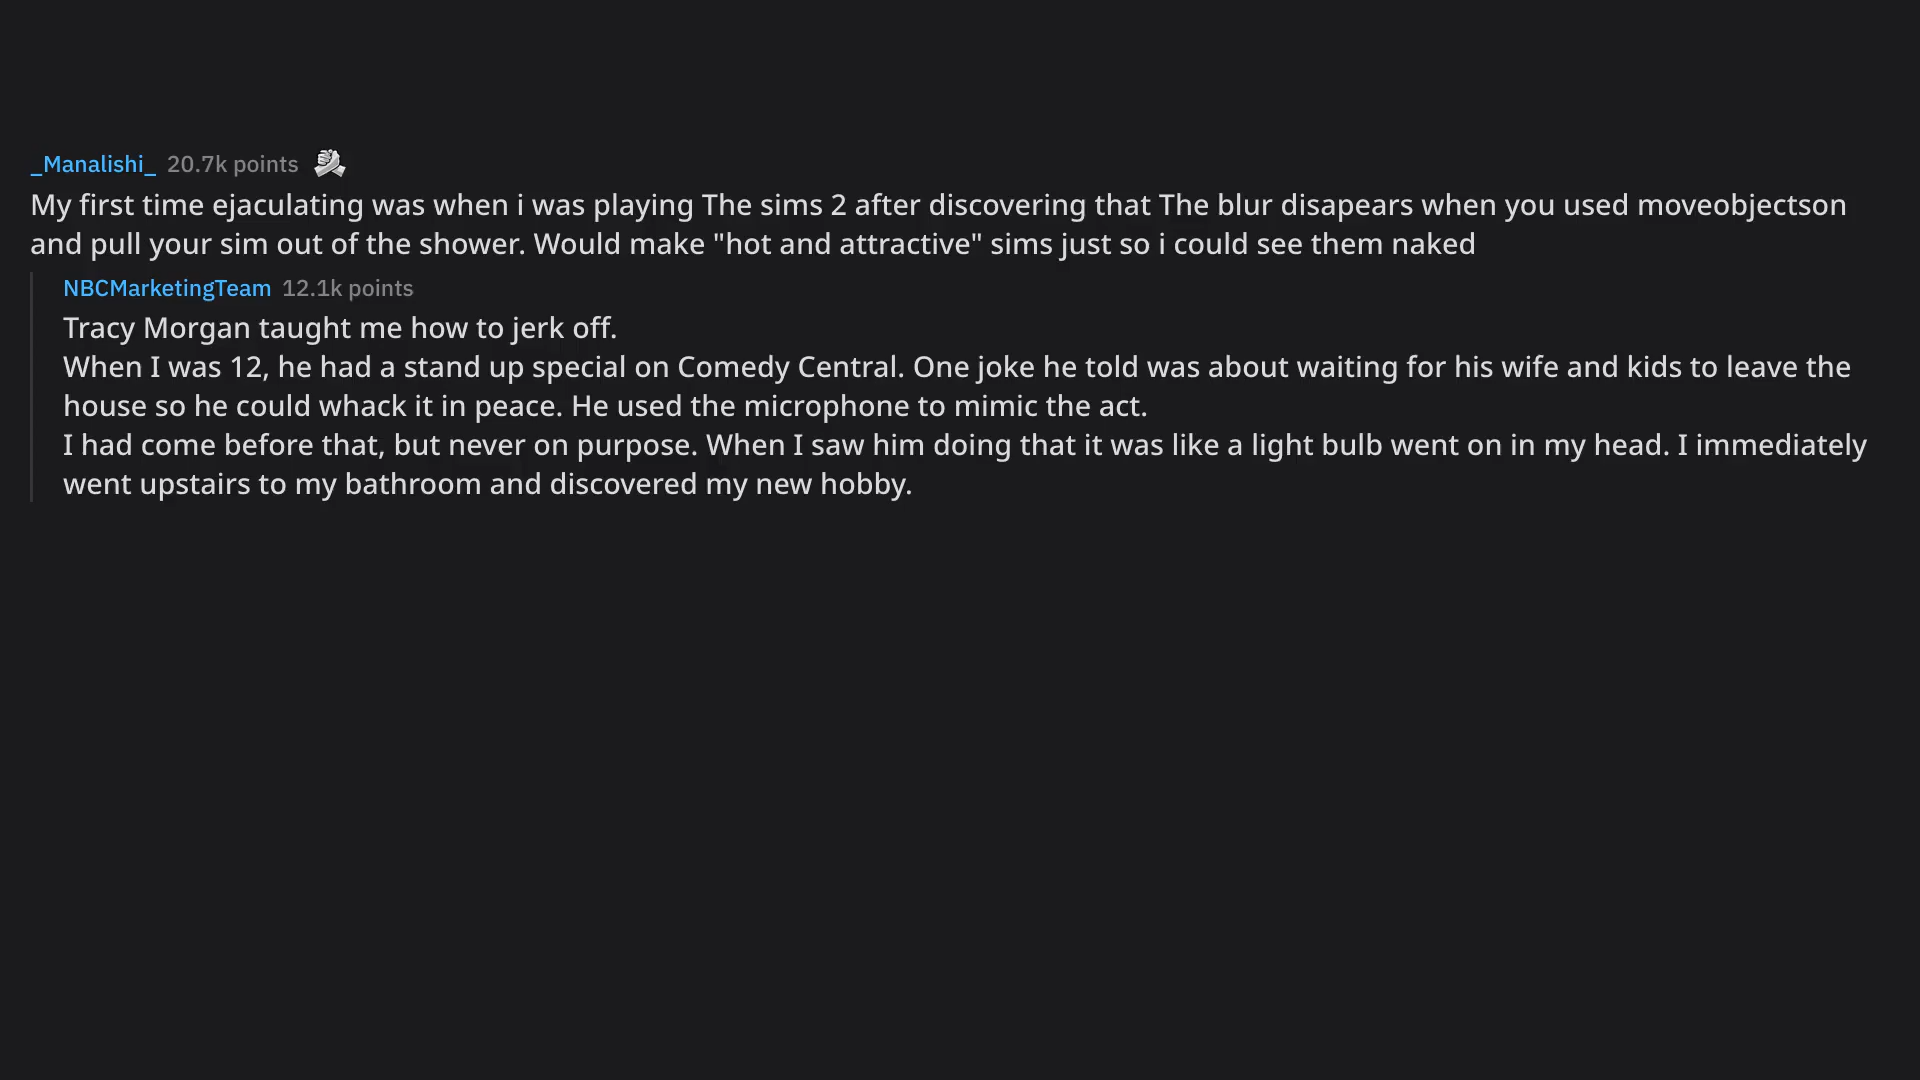 _Manalishi_ 20.7k points
My first time ejaculating was when i was playing The sims 2 after discovering that The blur disapears when you used moveobjectson
and pull your sim out of the shower. Would make "hot and attractive" sims just so i could see them naked
NBCMarketingTeam 12.1k points
Tracy Morgan taught me how to jerk off.
When I was 12, he had a stand up special on Comedy Central. One joke he told was about waiting for his wife and kids to leave the
house so he could whack it in peace. He used the microphone to mimic the act.
I had come before that, but never on purpose. When I saw him doing that it was like a light bulb went on in my head. I immediately
went upstairs to my bathroom and discovered my new hobby.